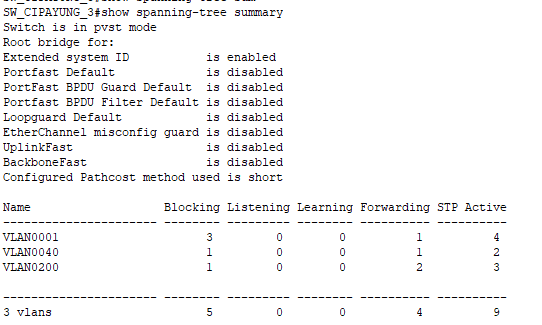 SW_CIPAYUNG_3#show spanning-tree summary
Switch is in pvst mode
Root bridge for:
Extended system ID           is enabled
Portfast Default             is disabled
PortFast BPDU Guard Default  is disabled
Portfast BPDU Filter Default is disabled
Loopguard Default            is disabled
EtherChannel misconfig guard is disabled
UplinkFast                   is disabled
BackboneFast                 is disabled
Configured Pathcost method used is short
Name                   Blocking Listening Learning Forwarding STP Active
---------------------- -------- --------- -------- ---------- ----------
VLAN0001                     3         0        0          1          4
VLAN0040                     1         0        0          1          2
VLAN0200                     1         0        0          2          3
---------------------- -------- --------- -------- ---------- ----------
3 vlans                      5         0        0          4          9